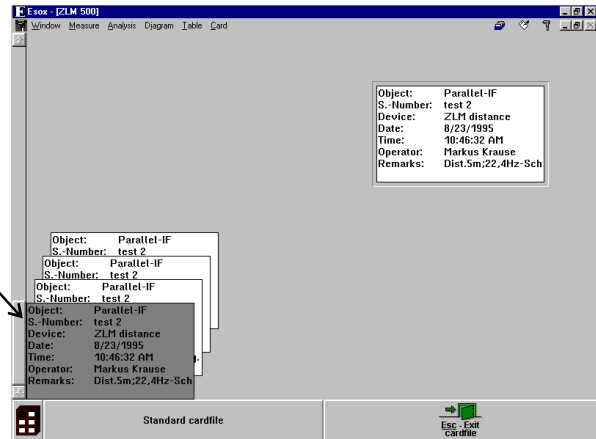 Esox - [ZLM 500]
Window Measure Analysis Diagram Table Card
Object: Parallel-IF
S.-Number: test 2
Device: ZLM distance
Date: 8/23/1995
Time: 10:46:32 AM
Operator: Markus Krause
Remarks: Dist.5m;22,4Hz-Sch
Object: Parallel-IF
S.-Number: test 2
Object: Parallel-IF
S.-Number: test 2
Object: Parallel-IF
S.-Number: test 2
Object: Parallel-IF
S.-Number: test 2
Device: ZLM distance
Date: 8/23/1995
Time: 10:46:32 AM
Operator: Markus Krause
Remarks: Dist.5m;22,4Hz-Sch
Standard cardfile
Esc - Exit
cardfile